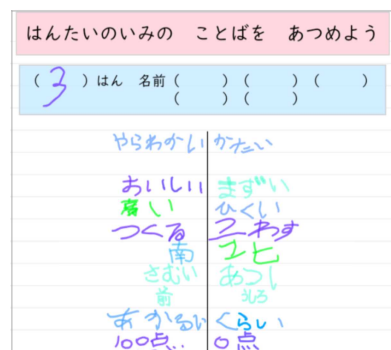 はんたいのいみの ことばを あつめよう
( 3 ) はん 名前 ( ) ( ) ( )
( ) ( )
やらわかい かたい
おいしい まずい
高い ひくい
つくる こわす
南 北
さむい あつい
前 うしろ
あかるい くらい
100点 0点